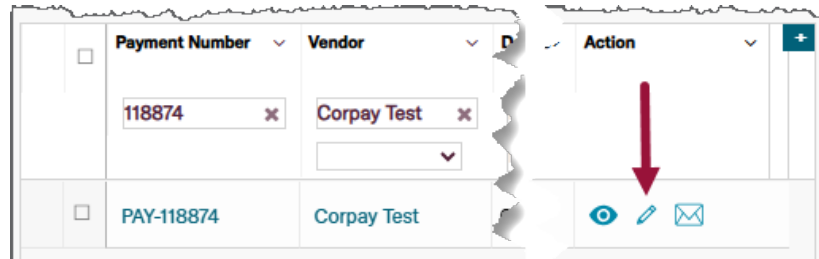 Payment Number Vendor Action +
118874 Corpay Test
PAY-118874 Corpay Test